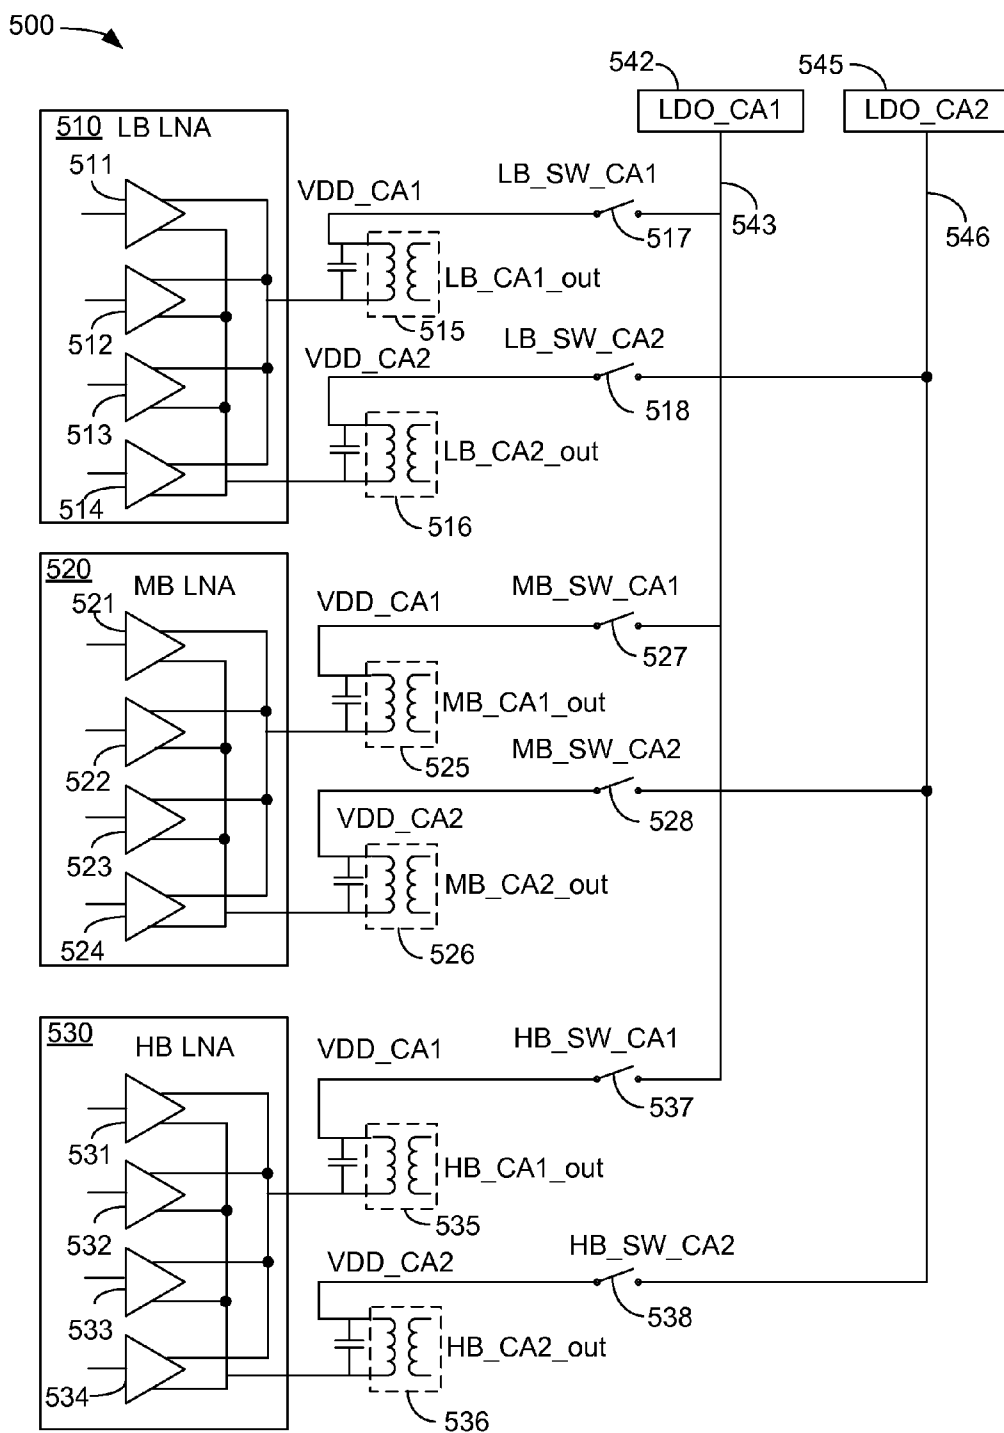 500
542
545
LDO_CA1
LDO_CA2
510 LB LNA
511
VDD_CA1
LB_SW_CA1
517
543
546
LB_CA1_out
512
515
VDD_CA2
LB_SW_CA2
513
518
LB_CA2_out
514
516
520
MB LNA
521
VDD_CA1
MB_SW_CA1
527
MB_CA1_out
522
525
MB_SW_CA2
VDD_CA2
528
523
MB_CA2_out
524
526
530
HB LNA
VDD_CA1
HB_SW_CA1
537
531
HB_CA1_out
532
535
VDD_CA2
HB_SW_CA2
533
538
HB_CA2_out
534
536